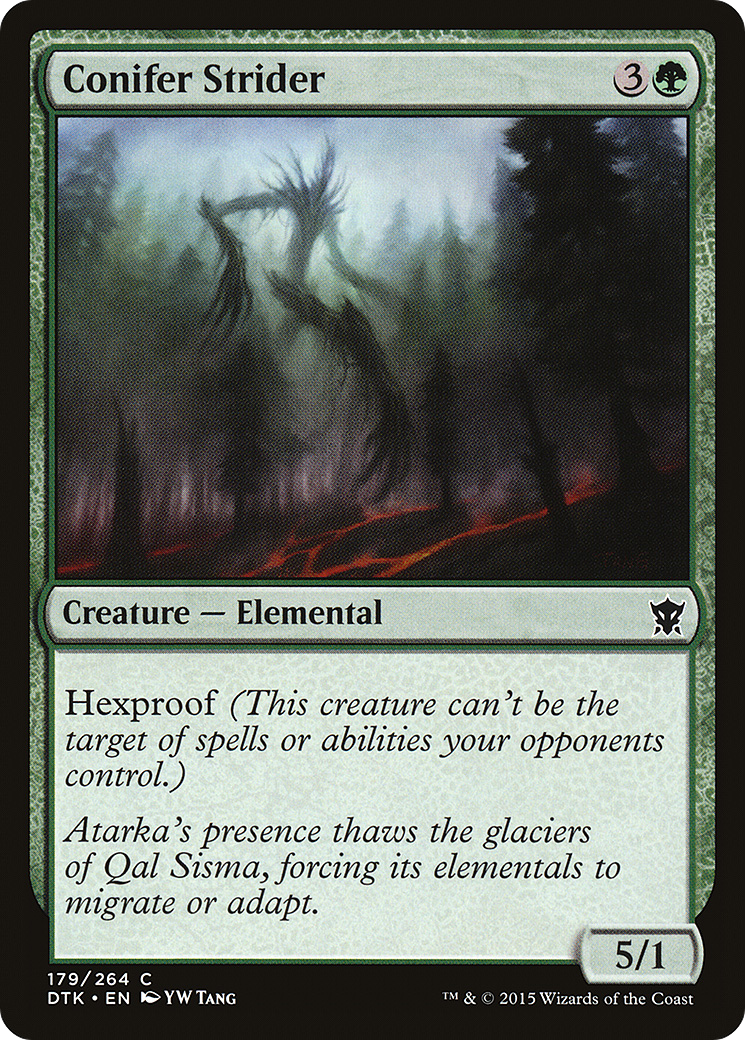 Conifer Strider 3
Creature — Elemental
Hexproof (This creature can't be the
target of spells or abilities your opponents
control.)
Atarka's presence thaws the glaciers
of Qal Sisma, forcing its elementals to
migrate or adapt.
5/1
179/264 C
DTK • EN YW Tang
™ & © 2015 Wizards of the Coast